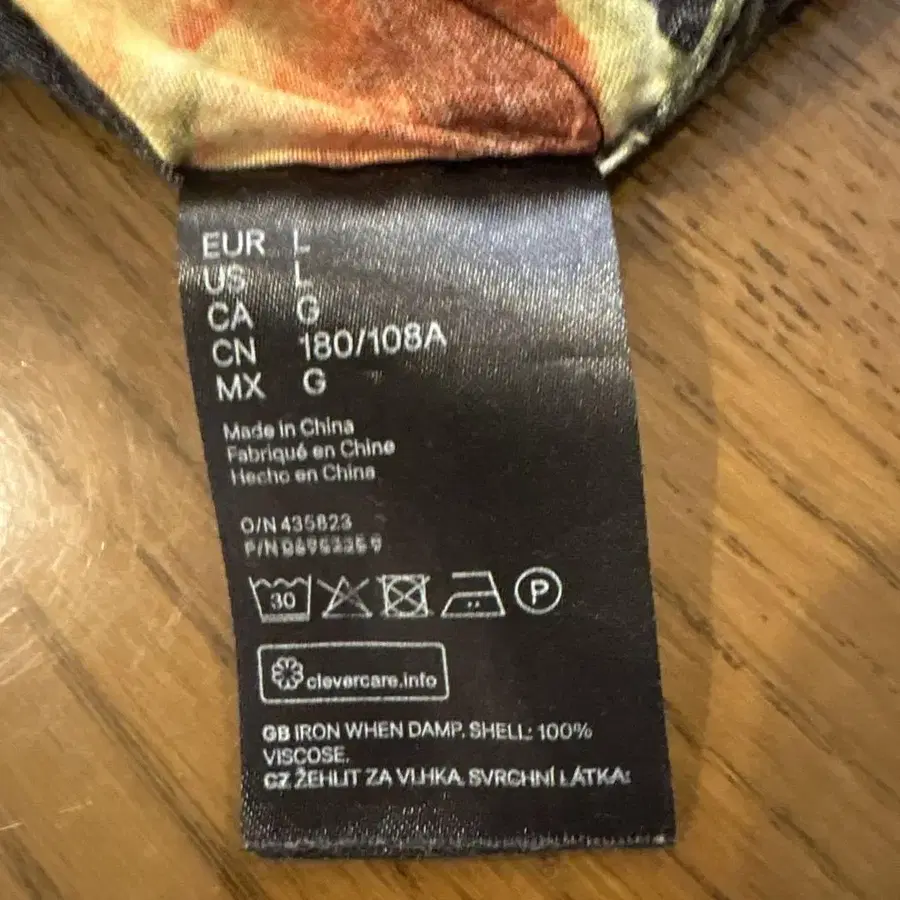 EUR L
US L
CA G
CN 180/108A
MX G
Made in China
Fabriqué en Chine
Hecho en China
O/N 435823
P/N
30
P
clevercare.info
GB IRON WHEN DAMP. SHELL: 100%
VISCOSE.
CZ ŽEHLIT ZA VLHKA. SVRCHNÍ LÁTKA: